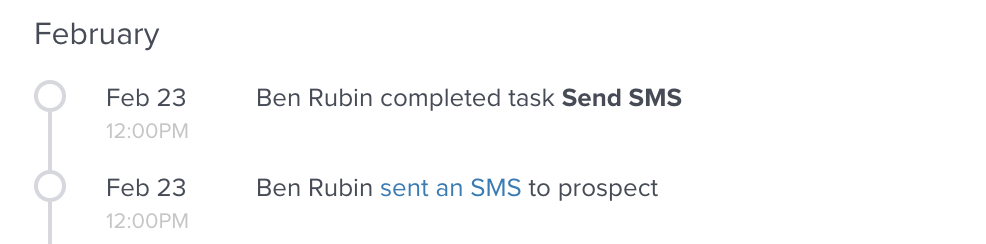 February
Feb 23 Ben Rubin completed task Send SMS
12:00PM
Feb 23 Ben Rubin sent an SMS to prospect
12:00PM